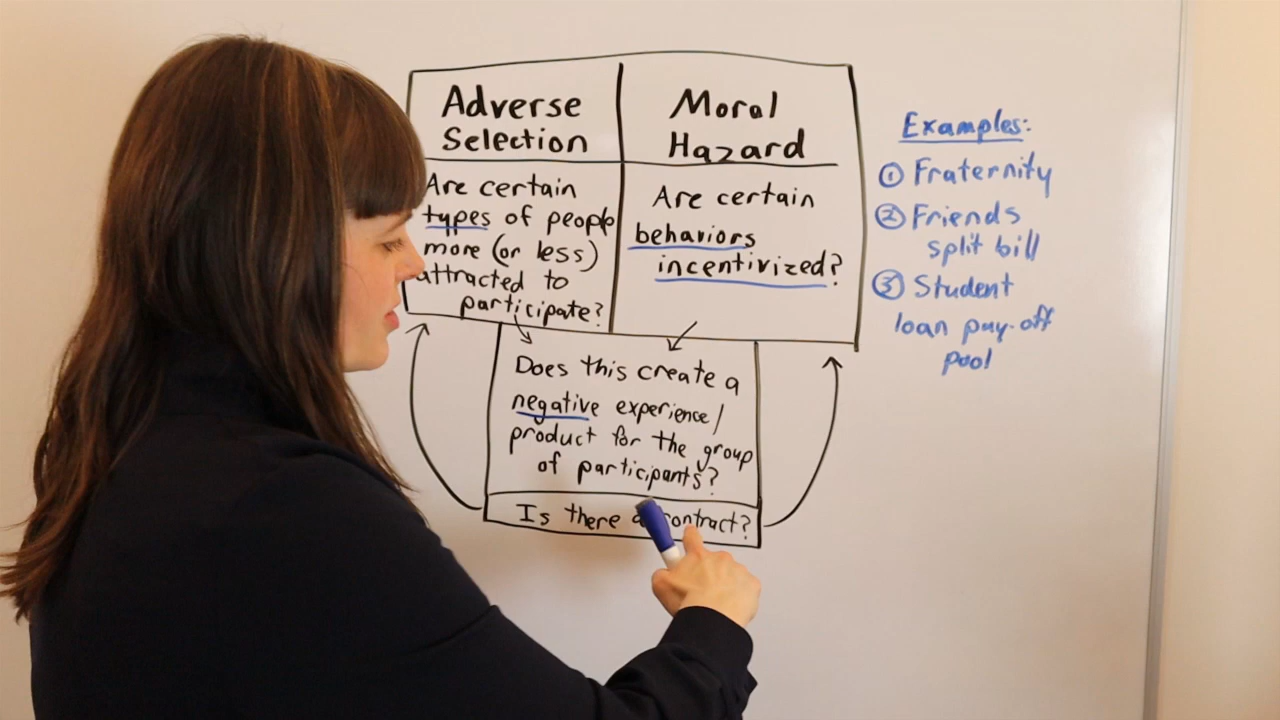 Adverse
Selection
Are certain
types of people
more (or less)
attracted to
participate?
Moral
Hazard
Are certain
behaviors
incentivized?
Does this create a
negative experience/
product for the group
of participants?
Is there a contract?
Examples:
① Fraternity
② Friends
split bill
③ Student
loan pay-off
pool